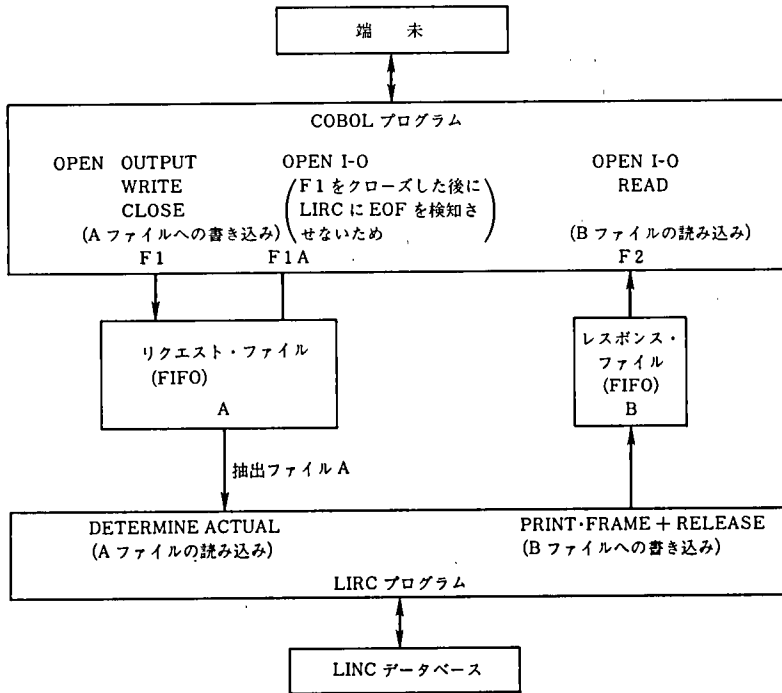 端 未
COBOL プログラム
OPEN OUTPUT
WRITE
CLOSE
(A ファイルへの書き込み)
F1
OPEN I-O
(F1をクローズした後に
LIRC に EOF を検知さ
せないため)
F1A
OPEN I-O
READ
(B ファイルの読み込み)
F2
リクエスト・ファイル
(FIFO)
A
レスポンス・
ファイル
(FIFO)
B
抽出ファイル A
DETERMINE ACTUAL
(A ファイルの読み込み)
PRINT・FRAME + RELEASE
(B ファイルへの書き込み)
LIRC プログラム
LINC データベース